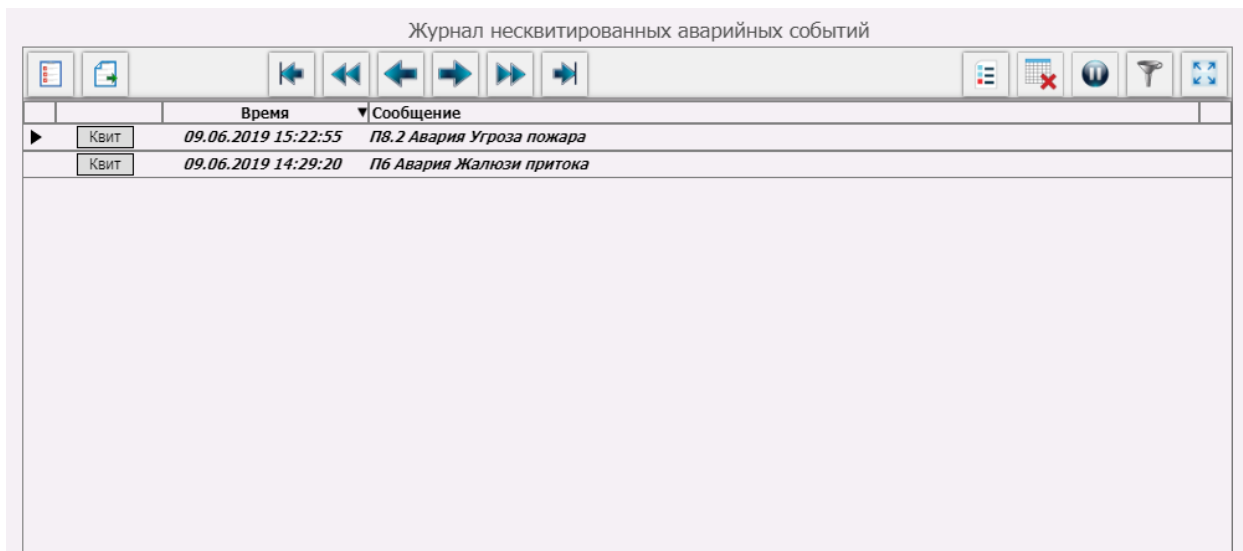 Журнал несквитированных аварийных событий
Время ▼ Сообщение
Квит 09.06.2019 15:22:55 П8.2 Авария Угроза пожара
Квит 09.06.2019 14:29:20 П6 Авария Жалюзи притока